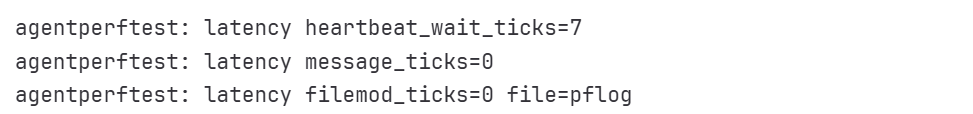 agentperftest: latency heartbeat_wait_ticks=7
agentperftest: latency message_ticks=0
agentperftest: latency filemod_ticks=0 file=pflog